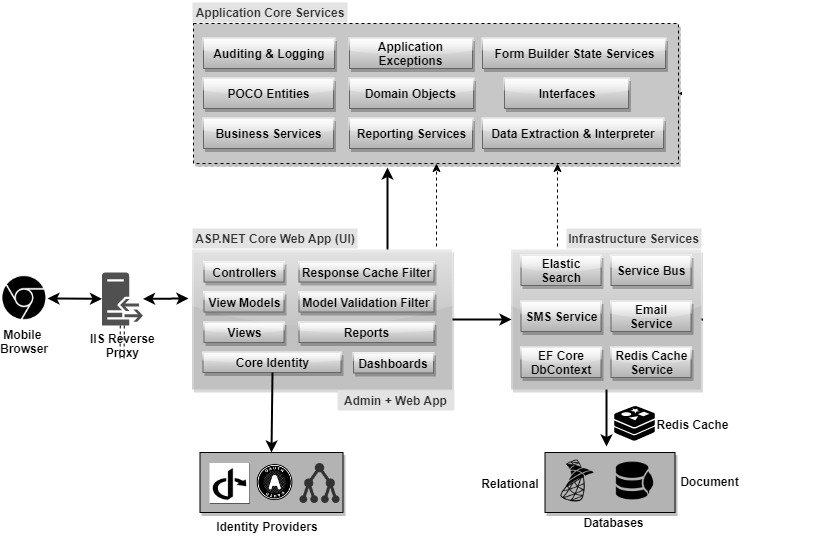 Application Core Services
Auditing & Logging
Application
Exceptions
Form Builder State Services
POCO Entities
Domain Objects
Interfaces
Business Services
Reporting Services
Data Extraction & Interpreter
ASP.NET Core Web App (UI)
Infrastructure Services
Controllers
Response Cache Filter
Elastic
Search
Service Bus
View Models
Model Validation Filter
SMS Service
Email
Service
Views
Reports
Core Identity
Dashboards
EF Core
DbContext
Redis Cache
Service
Mobile
Browser
IIS Reverse
Proxy
Admin + Web App
Redis Cache
Relational
Document
Identity Providers
Databases